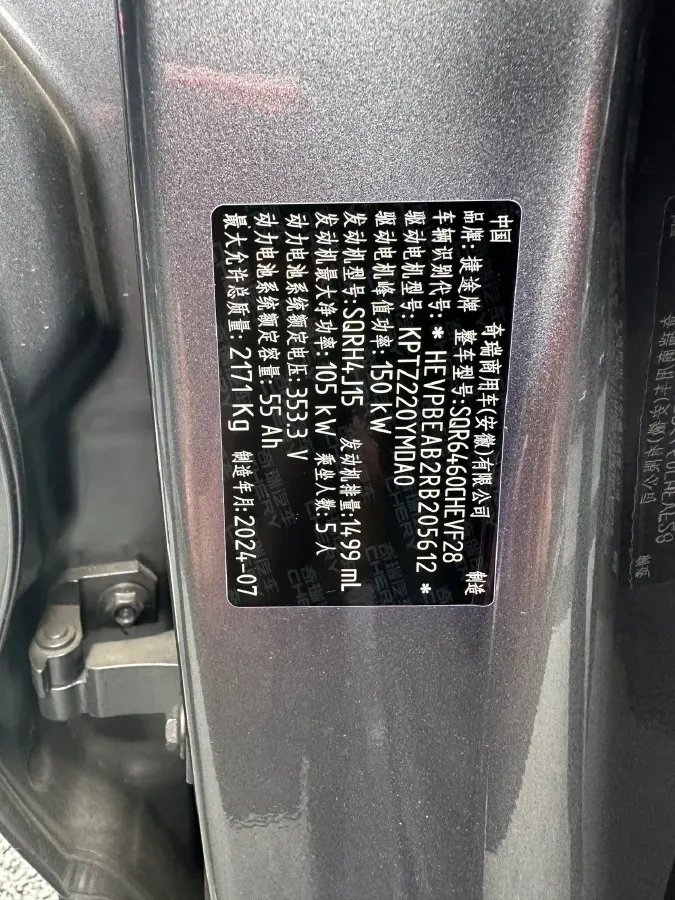 中国 奇瑞商用车(安徽)有限公司 制造
品牌: 捷途牌 整车型号:SQR6460CHEVF28
车辆识别代号: * HEVPBEAB2RB205612 *
驱动电机型号: KPTZ220YMDA0
驱动电机峰值功率: 150 kW
发动机型号: SQRH4J15 发动机排量:1499 mL
发动机最大净功率: 105 kW 乘坐人数: 5 人
动力电池系统额定电压: 353.3 V
动力电池系统额定容量: 55 Ah
最大允许总质量: 2171 Kg 制造年月: 2024-07
奇瑞汽车
CHERY